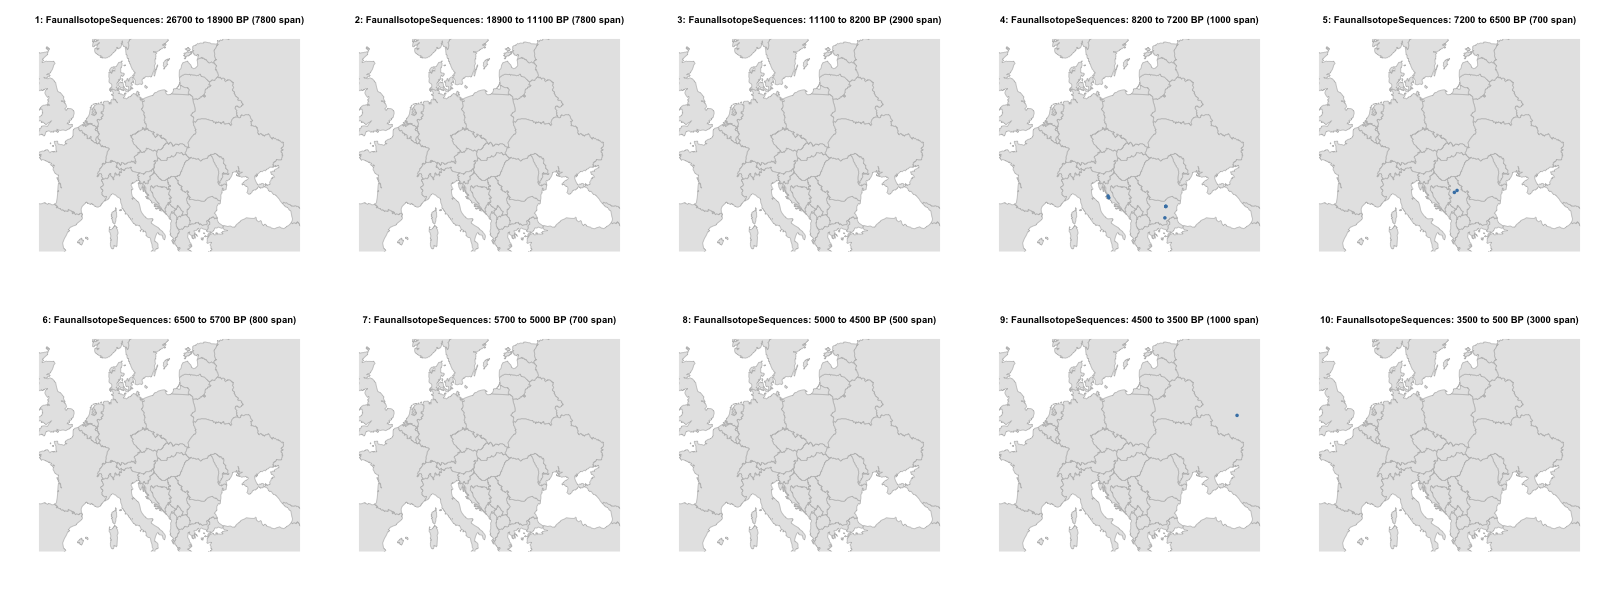 1: FaunalIsotopeSequences: 26700 to 18900 BP (7800 span)
2: FaunalIsotopeSequences: 18900 to 11100 BP (7800 span)
3: FaunalIsotopeSequences: 11100 to 8200 BP (2900 span)
4: FaunalIsotopeSequences: 8200 to 7200 BP (1000 span)
5: FaunalIsotopeSequences: 7200 to 6500 BP (700 span)
6: FaunalIsotopeSequences: 6500 to 5700 BP (800 span)
7: FaunalIsotopeSequences: 5700 to 5000 BP (700 span)
8: FaunalIsotopeSequences: 5000 to 4500 BP (500 span)
9: FaunalIsotopeSequences: 4500 to 3500 BP (1000 span)
10: FaunalIsotopeSequences: 3500 to 500 BP (3000 span)